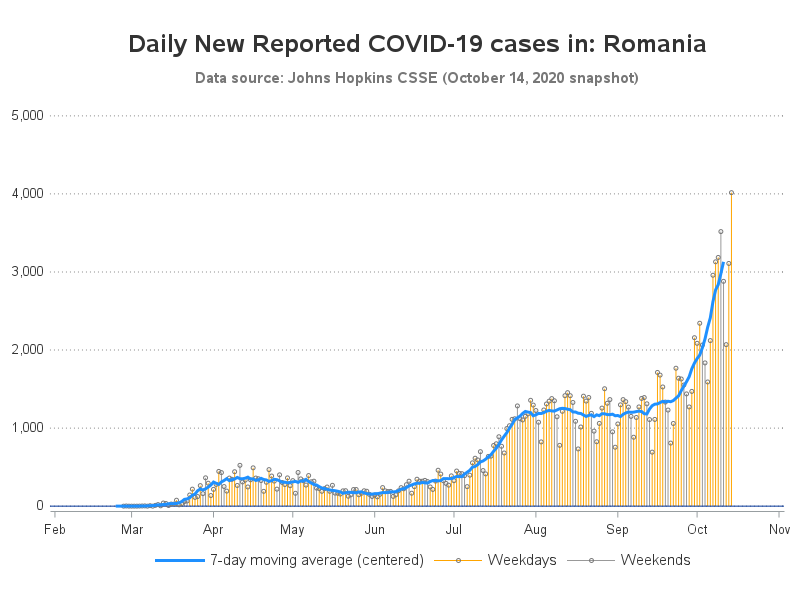 Daily New Reported COVID-19 cases in: Romania
Data source: Johns Hopkins CSSE (October 14, 2020 snapshot)
5,000
4,000
3,000
2,000
1,000
0
Feb Mar Apr May Jun Jul Aug Sep Oct Nov
7-day moving average (centered) Weekdays Weekends